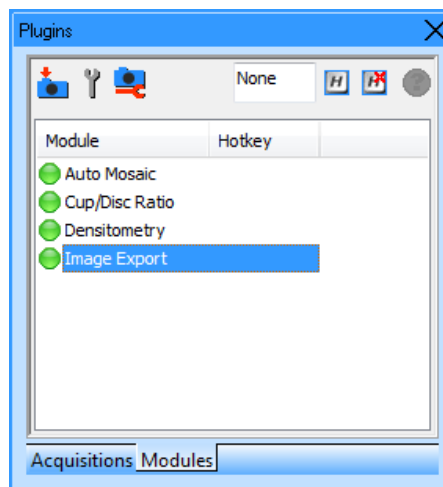 Plugins
None
H H
Module Hotkey
Auto Mosaic
Cup/Disc Ratio
Densitometry
Image Export
Acquisitions Modules